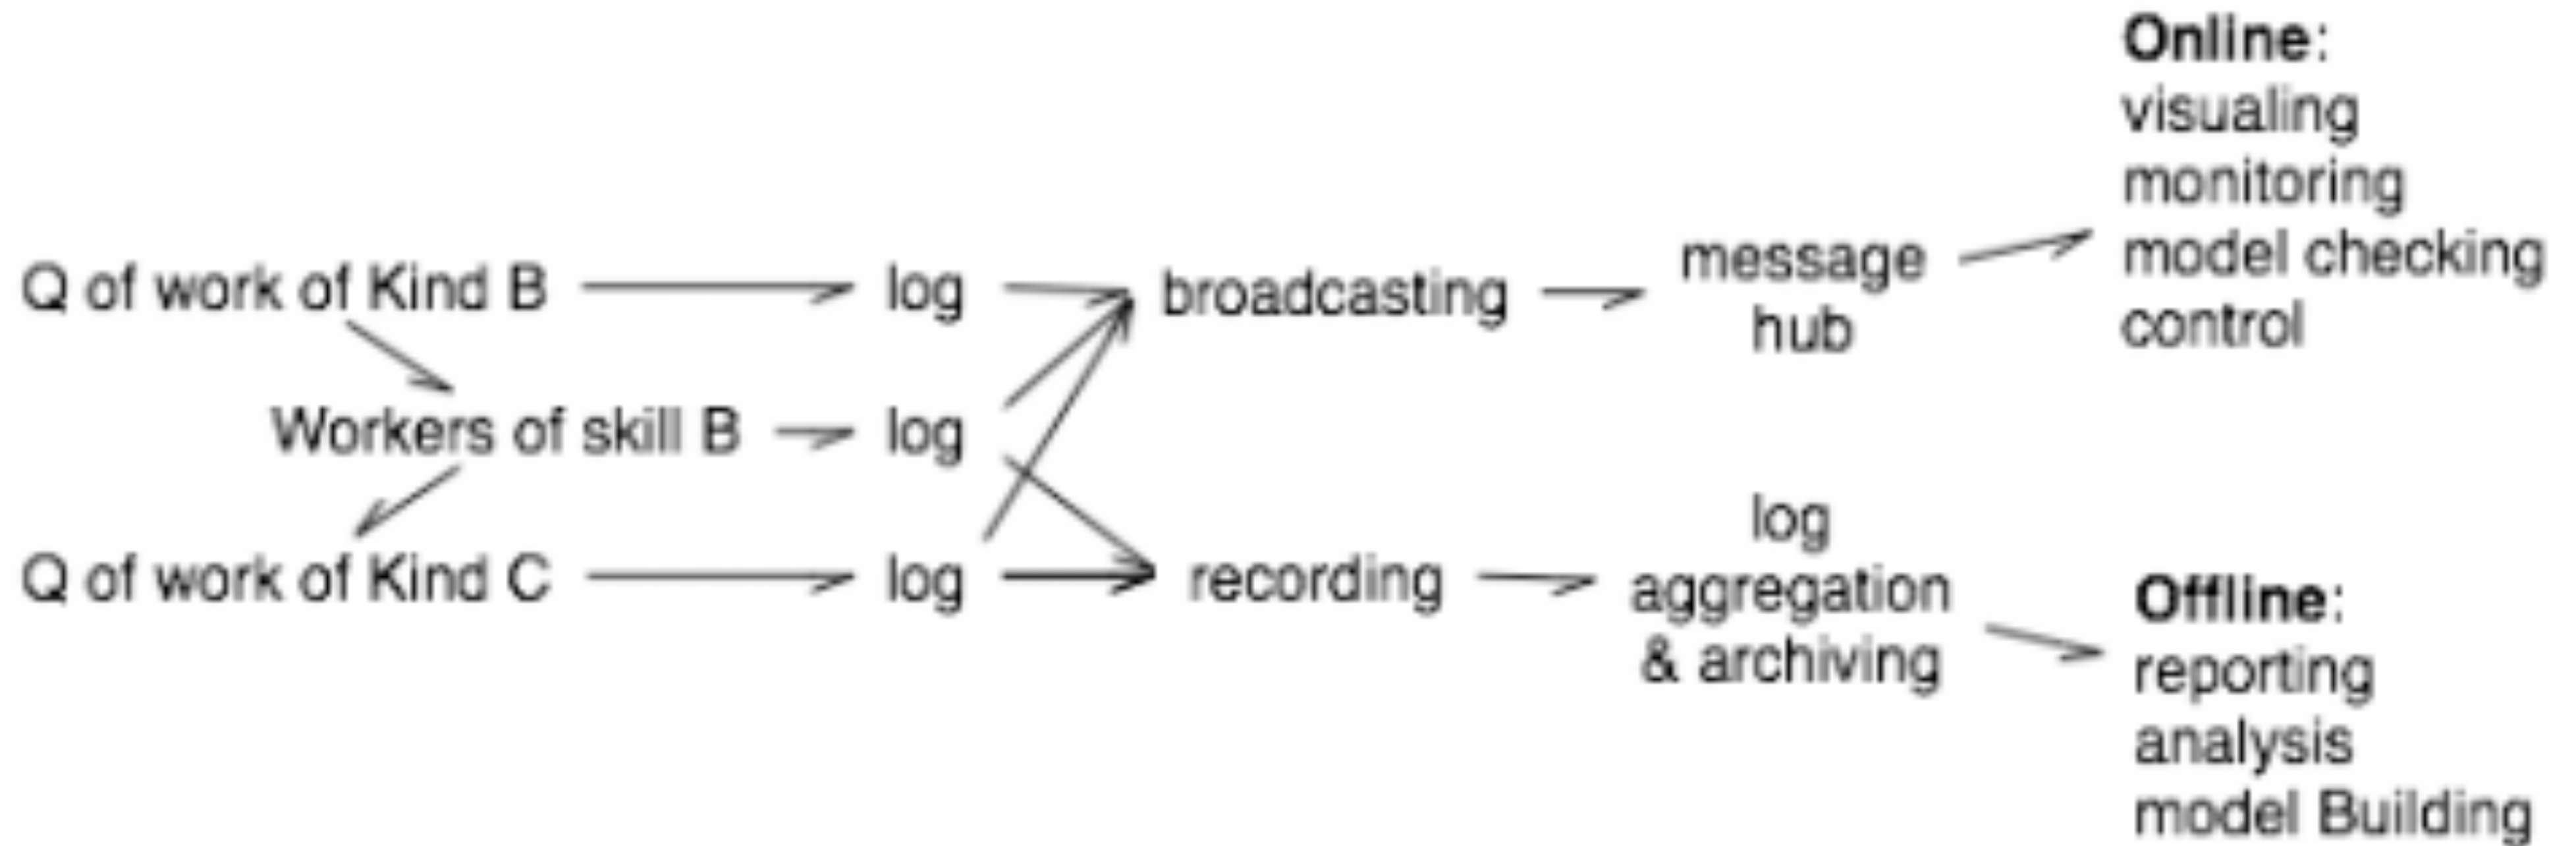 Online:
visualing
monitoring
model checking
control
Q of work of Kind B
log
broadcasting
message
hub
Workers of skill B
log
Q of work of Kind C
log
recording
log
aggregation
& archiving
Offline:
reporting
analysis
model Building